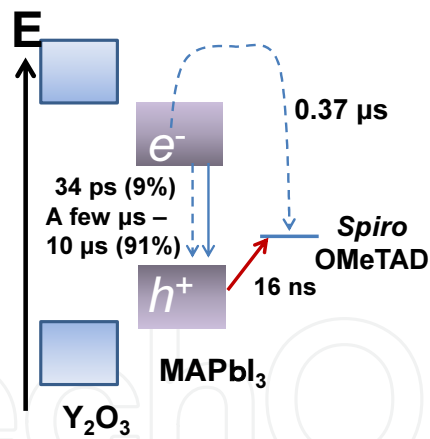 E
0.37 µs
e-
34 ps (9%)
A few µs –
10 µs (91%)
Spiro
OMeTAD
h+
16 ns
MAPbI₃
Y₂O₃